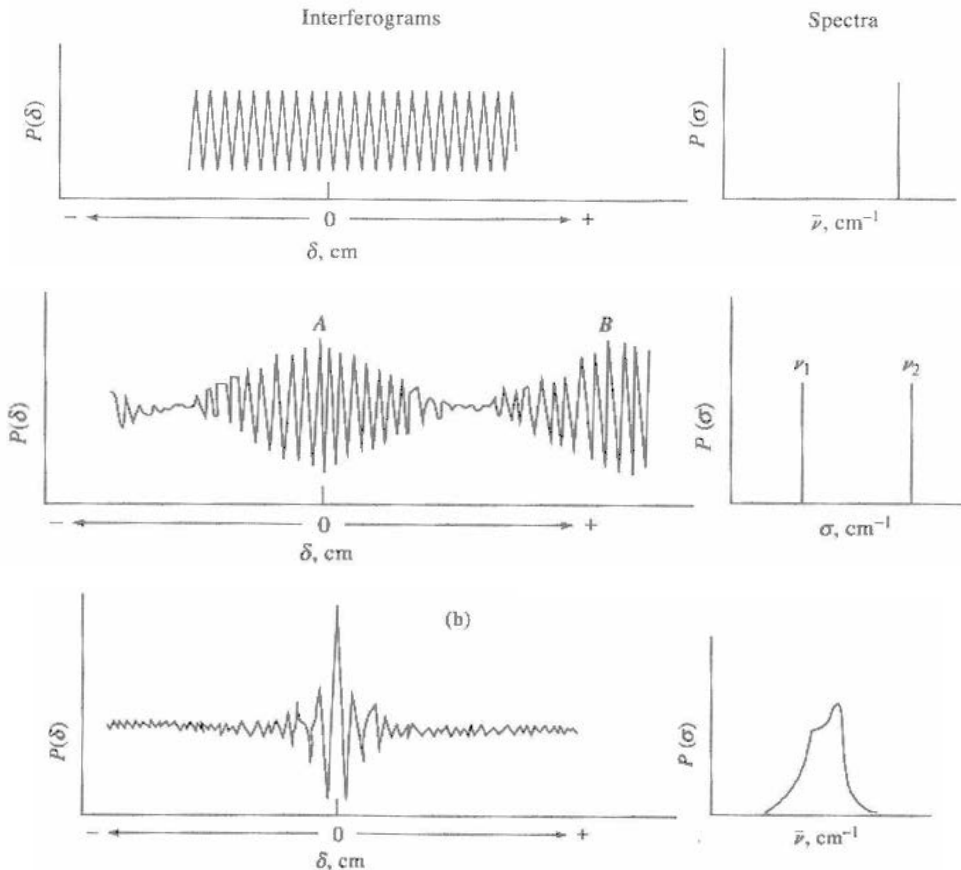 Interferograms
Spectra
P(δ)
P (σ)
− 0 +
δ, cm
ν̄, cm⁻¹
A
B
P(δ)
P (σ)
ν₁
ν₂
− 0 +
δ, cm
σ, cm⁻¹
(b)
P(δ)
P (σ)
− 0 +
δ, cm
ν̄, cm⁻¹